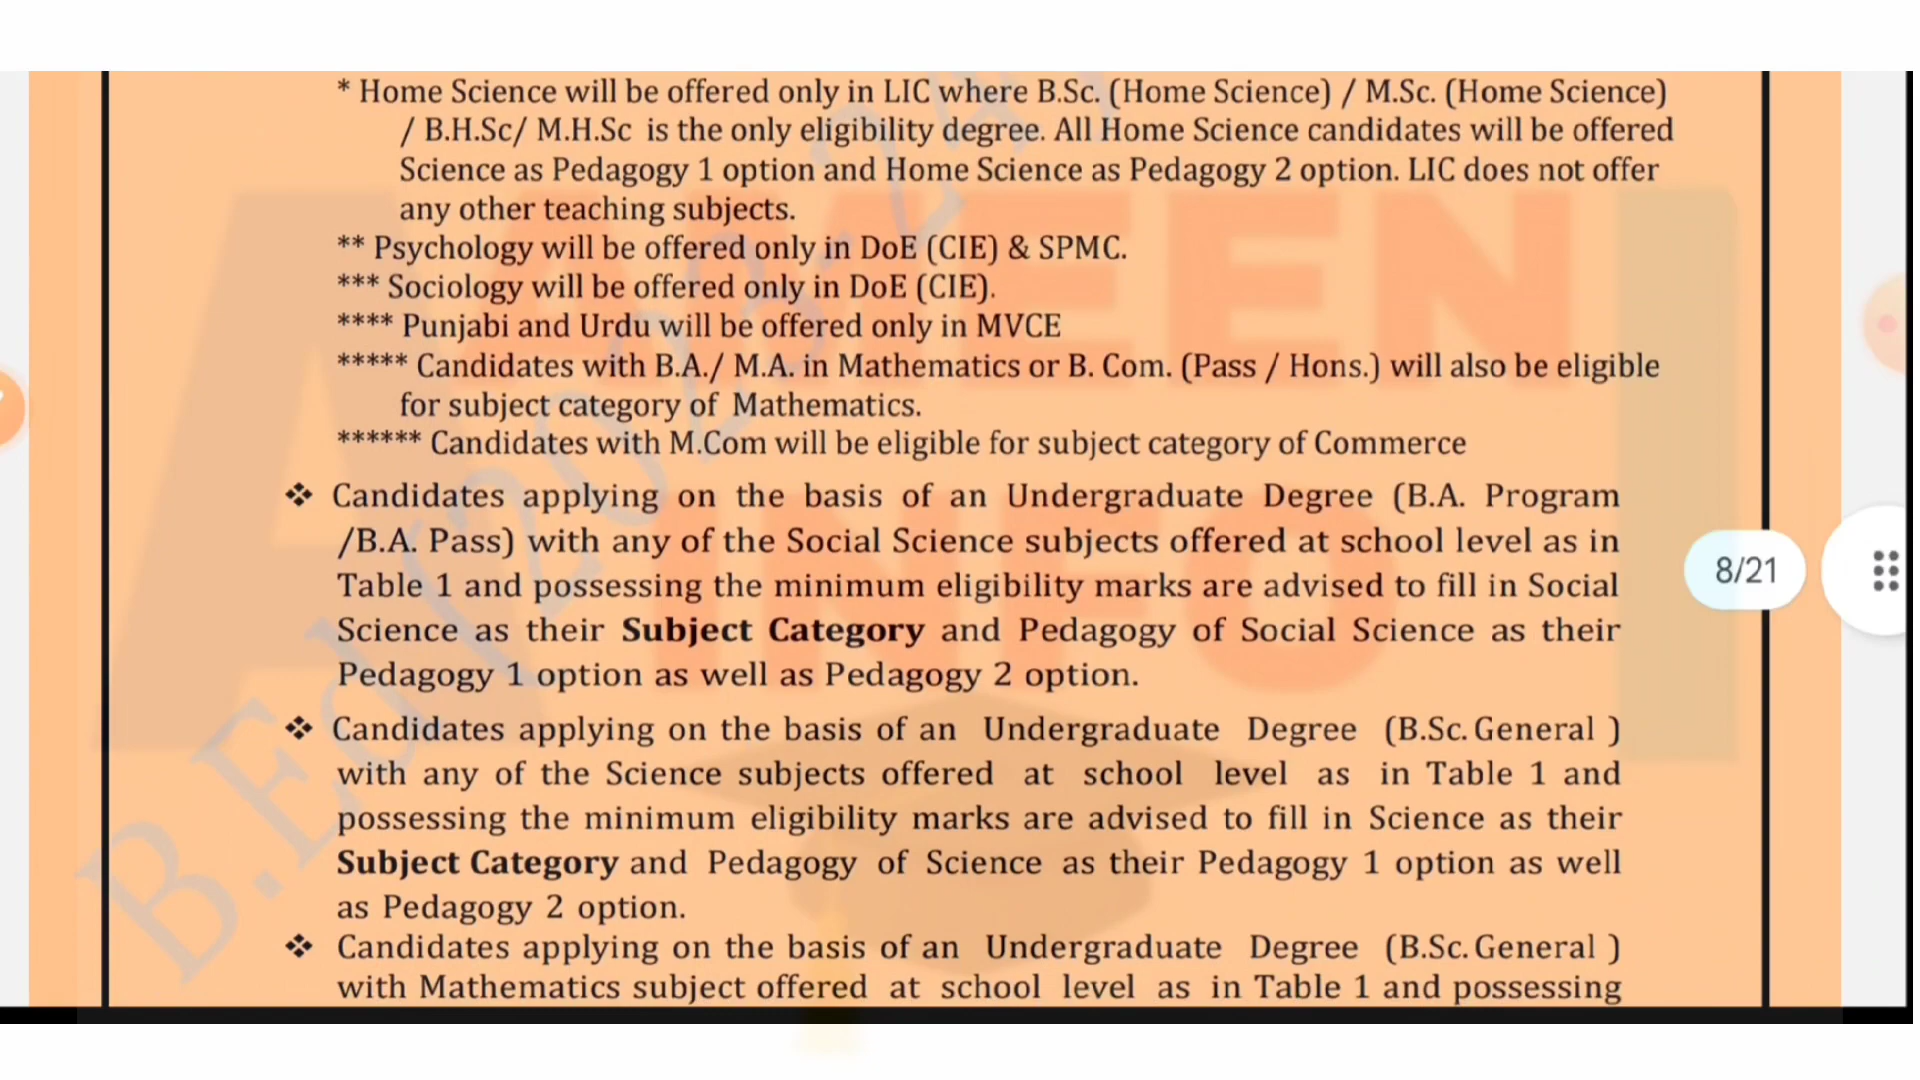 * Home Science will be offered only in LIC where B.Sc. (Home Science) / M.Sc. (Home Science)
/ B.H.Sc/ M.H.Sc is the only eligibility degree. All Home Science candidates will be offered
Science as Pedagogy 1 option and Home Science as Pedagogy 2 option. LIC does not offer
any other teaching subjects.
** Psychology will be offered only in DoE (CIE) & SPMC.
*** Sociology will be offered only in DoE (CIE).
**** Punjabi and Urdu will be offered only in MVCE
***** Candidates with B.A./ M.A. in Mathematics or B. Com. (Pass / Hons.) will also be eligible
for subject category of Mathematics.
****** Candidates with M.Com will be eligible for subject category of Commerce
❖ Candidates applying on the basis of an Undergraduate Degree (B.A. Program
/B.A. Pass) with any of the Social Science subjects offered at school level as in
Table 1 and possessing the minimum eligibility marks are advised to fill in Social
Science as their Subject Category and Pedagogy of Social Science as their
Pedagogy 1 option as well as Pedagogy 2 option.
❖ Candidates applying on the basis of an Undergraduate Degree (B.Sc. General )
with any of the Science subjects offered at school level as in Table 1 and
possessing the minimum eligibility marks are advised to fill in Science as their
Subject Category and Pedagogy of Science as their Pedagogy 1 option as well
as Pedagogy 2 option.
❖ Candidates applying on the basis of an Undergraduate Degree (B.Sc. General )
with Mathematics subject offered at school level as in Table 1 and possessing
8/21
B.Ed (2023-24)
INFO